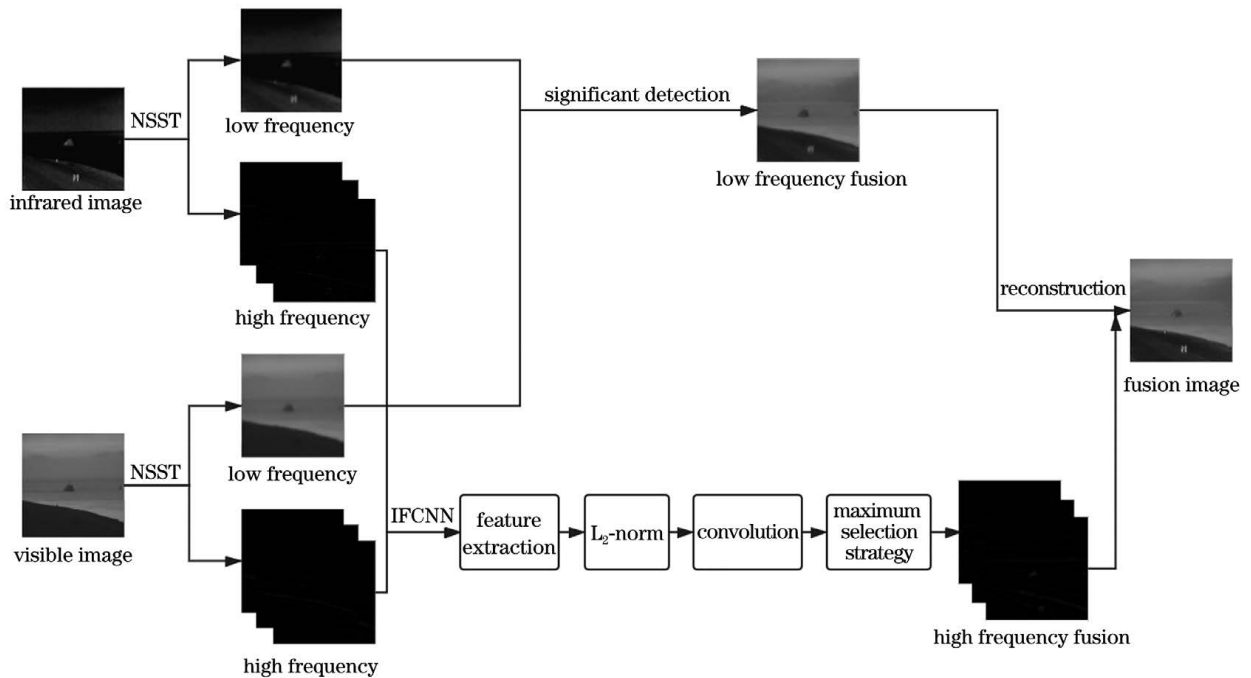 NSST
low frequency
infrared image
high frequency
significant detection
low frequency fusion
reconstruction
fusion image
NSST
low frequency
visible image
high frequency
IFCNN
feature
extraction
L₂-norm
convolution
maximum
selection
strategy
high frequency fusion